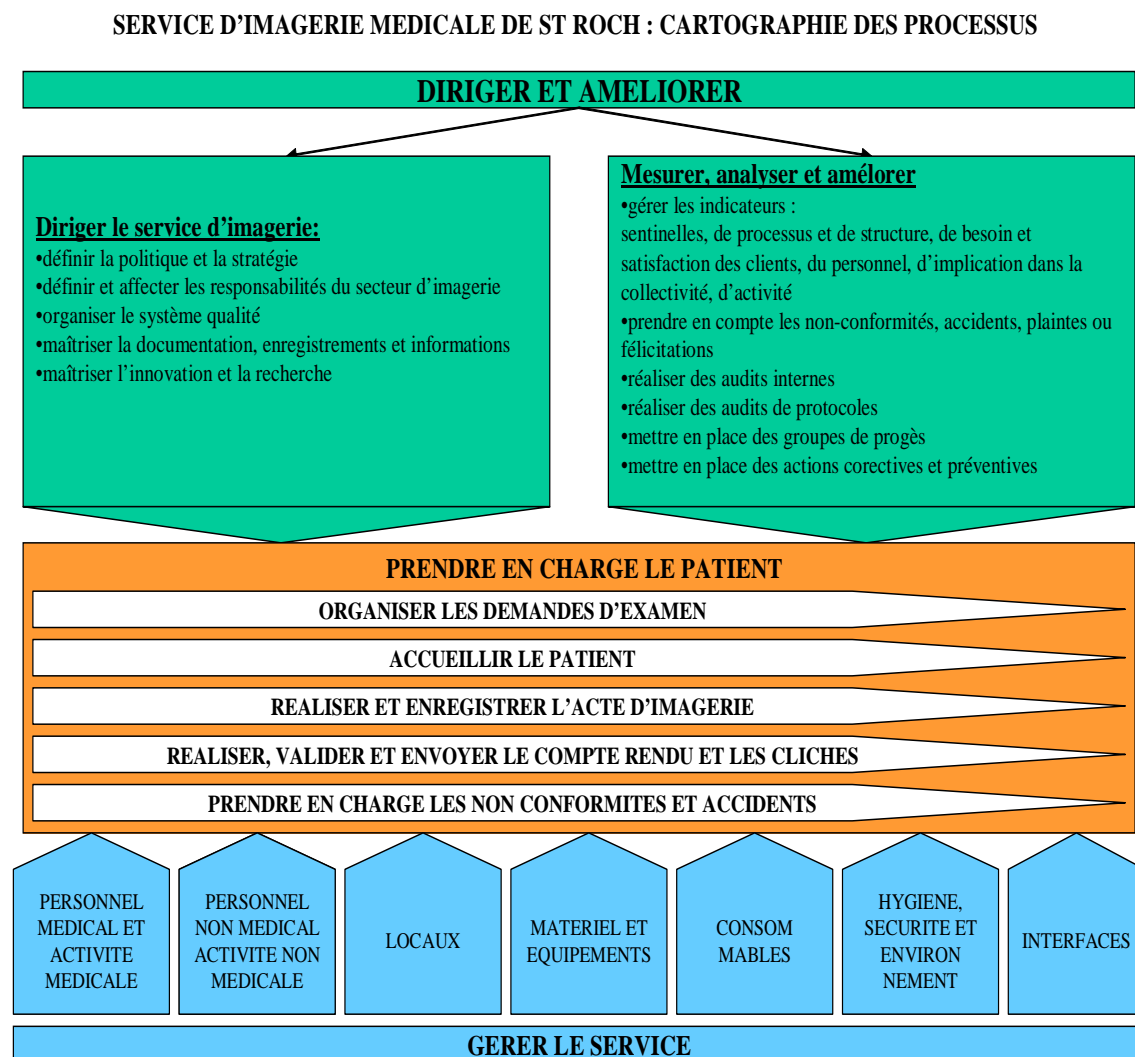 SERVICE D'IMAGERIE MEDICALE DE ST ROCH : CARTOGRAPHIE DES PROCESSUS
DIRIGER ET AMELIORER
Diriger le service d'imagerie:
•définir la politique et la stratégie
•définir et affecter les responsabilités du secteur d'imagerie
•organiser le système qualité
•maîtriser la documentation, enregistrements et informations
•maîtriser l'innovation et la recherche
Mesurer, analyser et amélorer
•gérer les indicateurs :
sentinelles, de processus et de structure, de besoin et
satisfaction des clients, du personnel, d'implication dans la
collectivité, d'activité
•prendre en compte les non-conformités, accidents, plaintes ou
félicitations
•réaliser des audits internes
•réaliser des audits de protocoles
•mettre en place des groupes de progès
•mettre en place des actions corectives et préventives
PRENDRE EN CHARGE LE PATIENT
ORGANISER LES DEMANDES D'EXAMEN
ACCUEILLIR LE PATIENT
REALISER ET ENREGISTRER L'ACTE D'IMAGERIE
REALISER, VALIDER ET ENVOYER LE COMPTE RENDU ET LES CLICHES
PRENDRE EN CHARGE LES NON CONFORMITES ET ACCIDENTS
PERSONNEL
MEDICAL ET
ACTIVITE
MEDICALE
PERSONNEL
NON MEDICAL
ACTIVITE NON
MEDICALE
LOCAUX
MATERIEL ET
EQUIPEMENTS
CONSOM
MABLES
HYGIENE,
SECURITE ET
ENVIRON
NEMENT
INTERFACES
GERER LE SERVICE